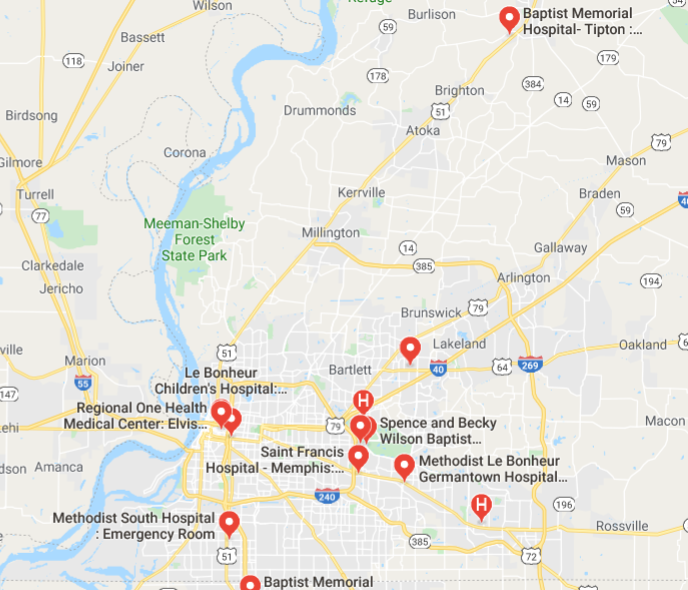 Refuge
Wilson
Burlison
Baptist Memorial
Hospital- Tipton :...
59
Bassett
118
Joiner
179
178
Brighton
384
14
59
51
Drummonds
Birdsong
Atoka
79
Corona
Gilmore
Mason
Turrell
Kerrville
Braden
59
77
Meeman-Shelby
Forest
State Park
Millington
14
Gallaway
385
Clarkedale
Arlington
194
Jericho
79
Brunswick
51
Lakeland
Oakland
Marion
Le Bonheur
Children's Hospital:...
Bartlett
40
64
269
55
147
H
Regional One Health
Medical Center: Elvis...
79
Spence and Becky
Wilson Baptist...
Macon
Saint Francis
Hospital - Memphis:...
Methodist Le Bonheur
Germantown Hospital...
Amanca
240
H
196
Methodist South Hospital
: Emergency Room
Rossville
385
51
72
Baptist Memorial